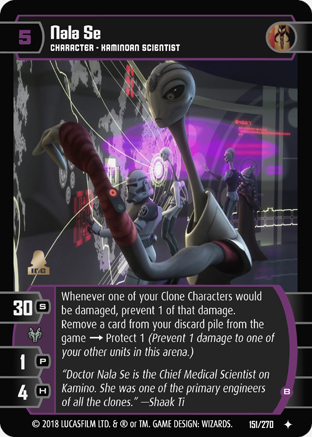 5
Nala Se
CHARACTER - KAMINOAN SCIENTIST
30 S
Whenever one of your Clone Characters would
be damaged, prevent 1 of that damage.
Remove a card from your discard pile from the
game → Protect 1 (Prevent 1 damage to one of
your other units in this arena.)
1 P
"Doctor Nala Se is the Chief Medical Scientist on
Kamino. She was one of the primary engineers
of all the clones." —Shaak Ti
4 H
B
© 2018 LUCASFILM LTD. & ® or TM. GAME DESIGN: WIZARDS.
151/270